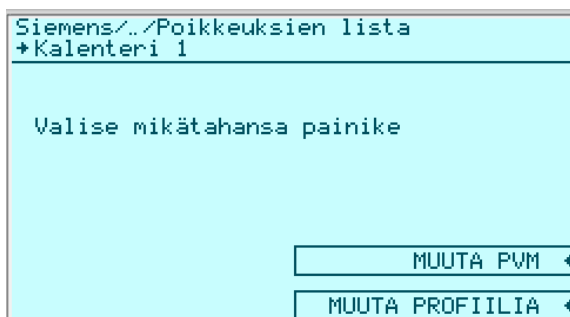 Siemens/../Poikkeuksien lista
→Kalenteri 1
Valise mikätahansa painike
MUUTA PVM
MUUTA PROFIILIA